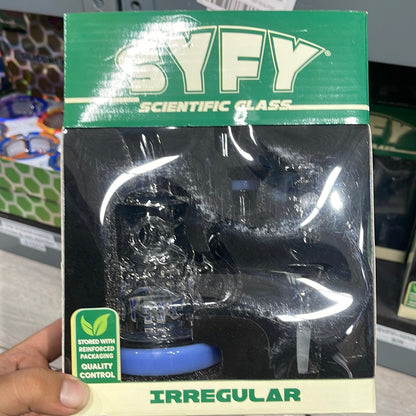 SYFY
SCIENTIFIC GLASS
STORED WITH
REINFORCED
PACKAGING
QUALITY
CONTROL
IRREGULAR